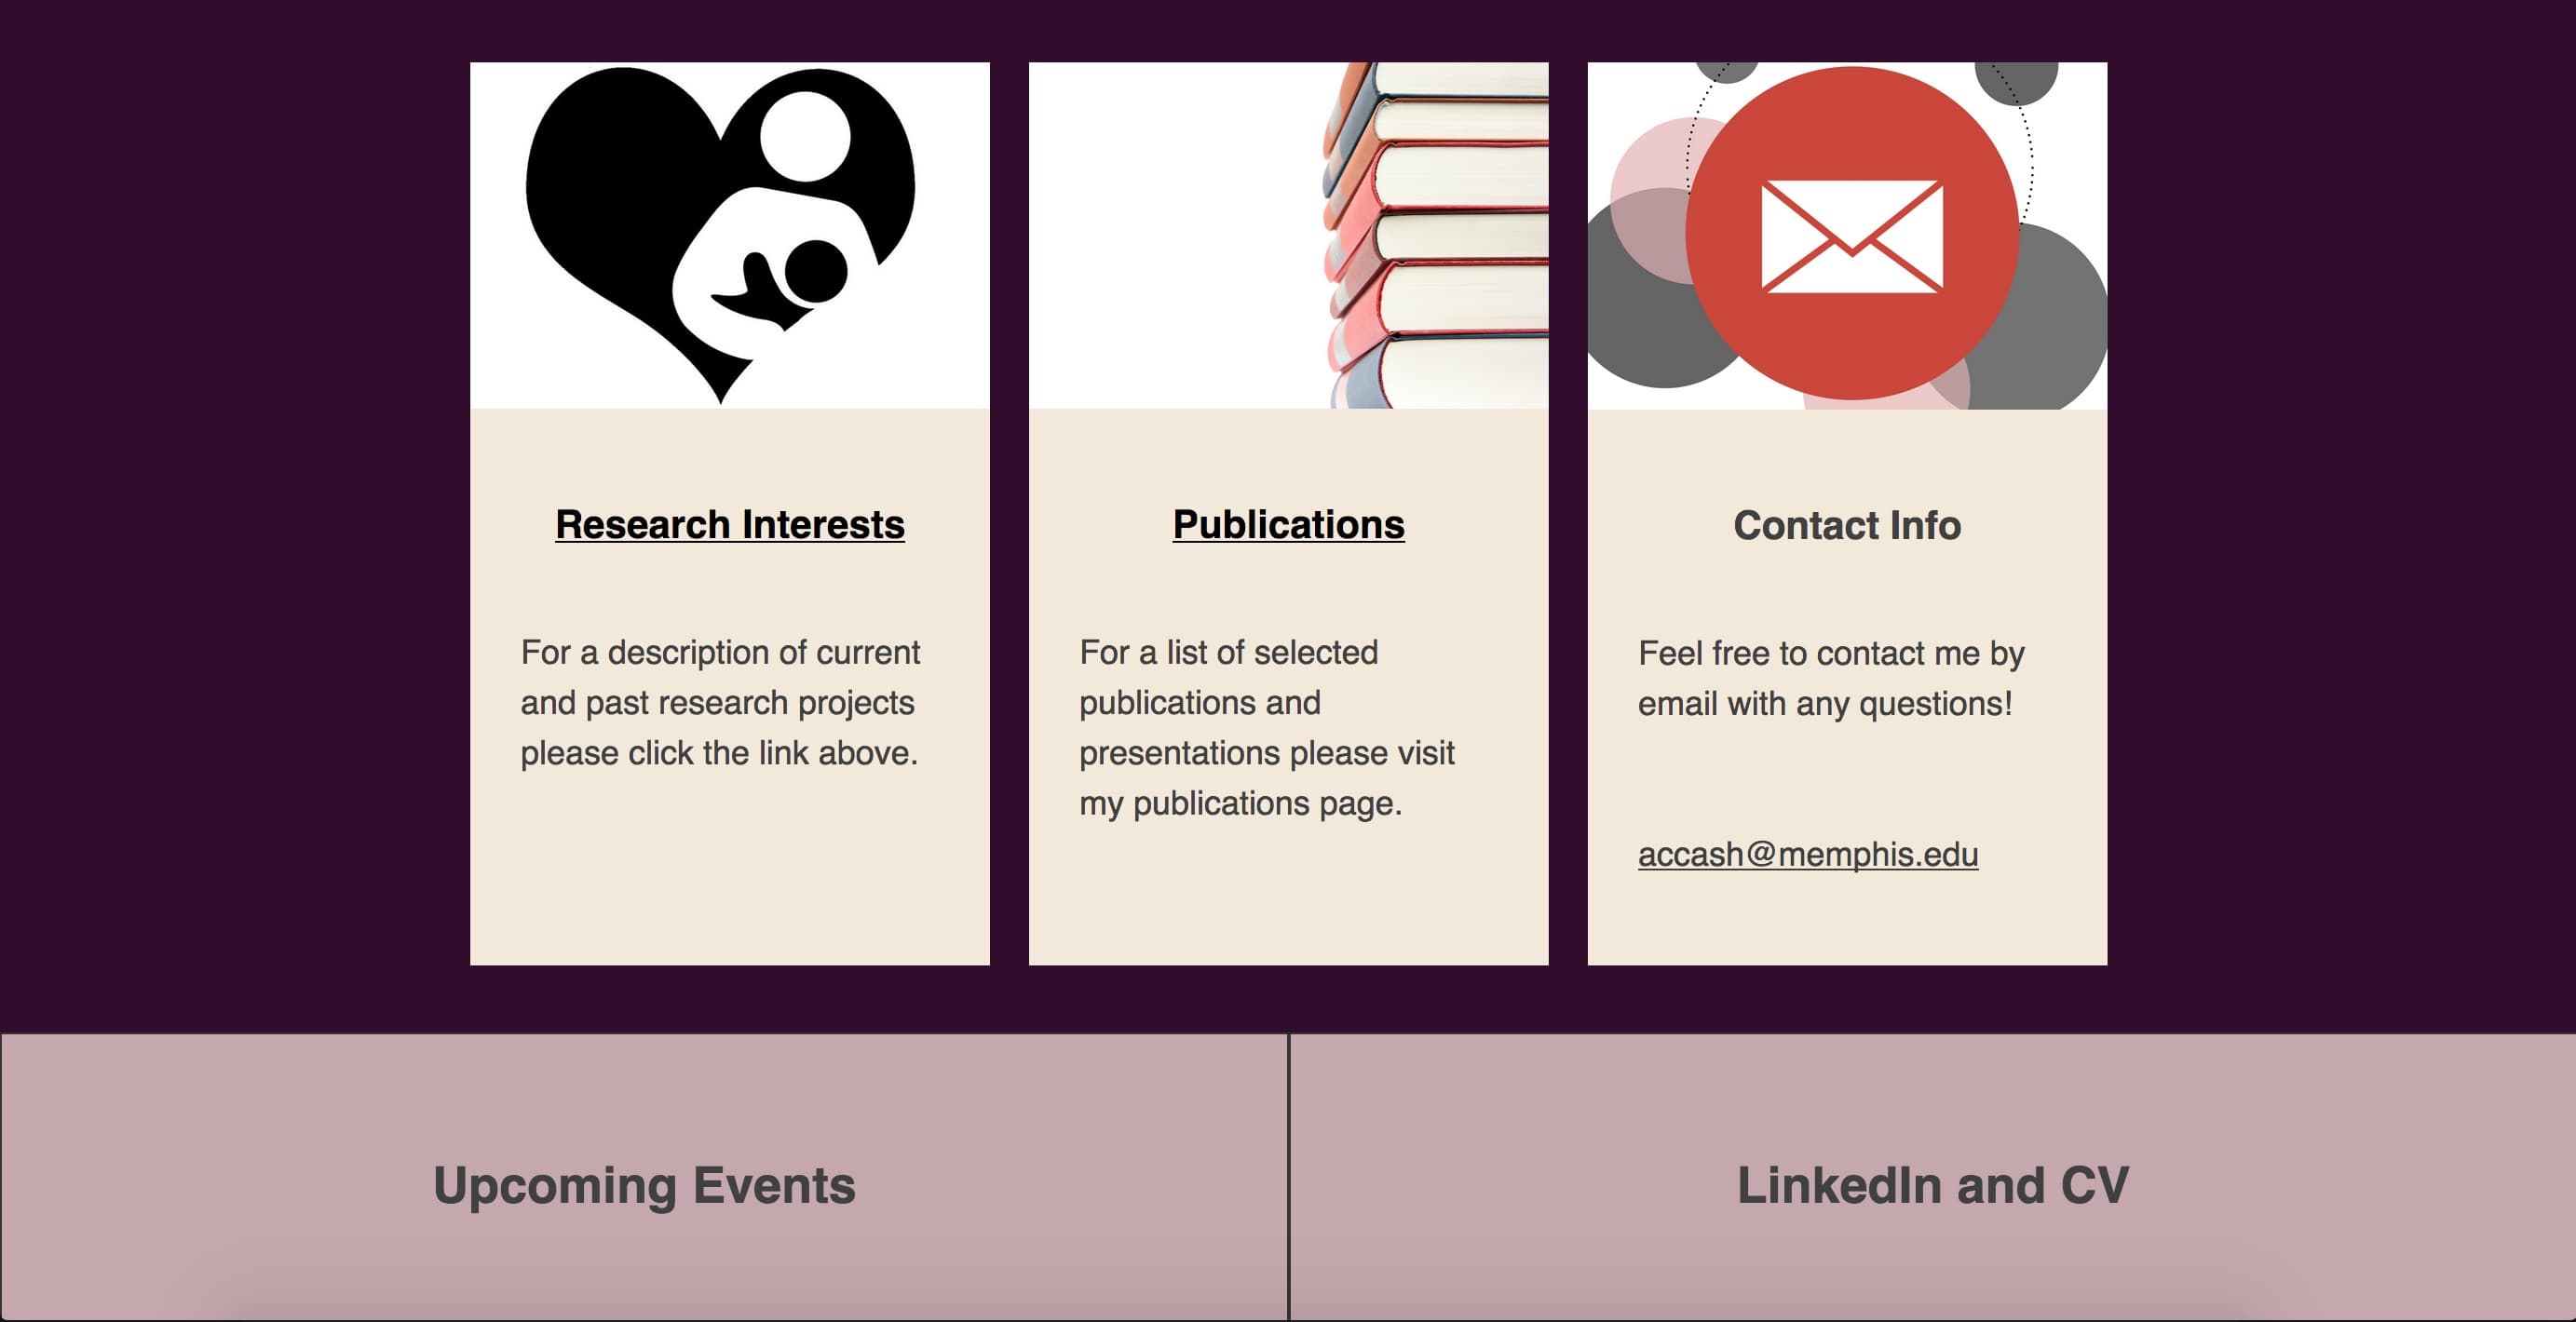 Research Interests
For a description of current
and past research projects
please click the link above.
Publications
For a list of selected
publications and
presentations please visit
my publications page.
Contact Info
Feel free to contact me by
email with any questions!
accash@memphis.edu
Upcoming Events
LinkedIn and CV